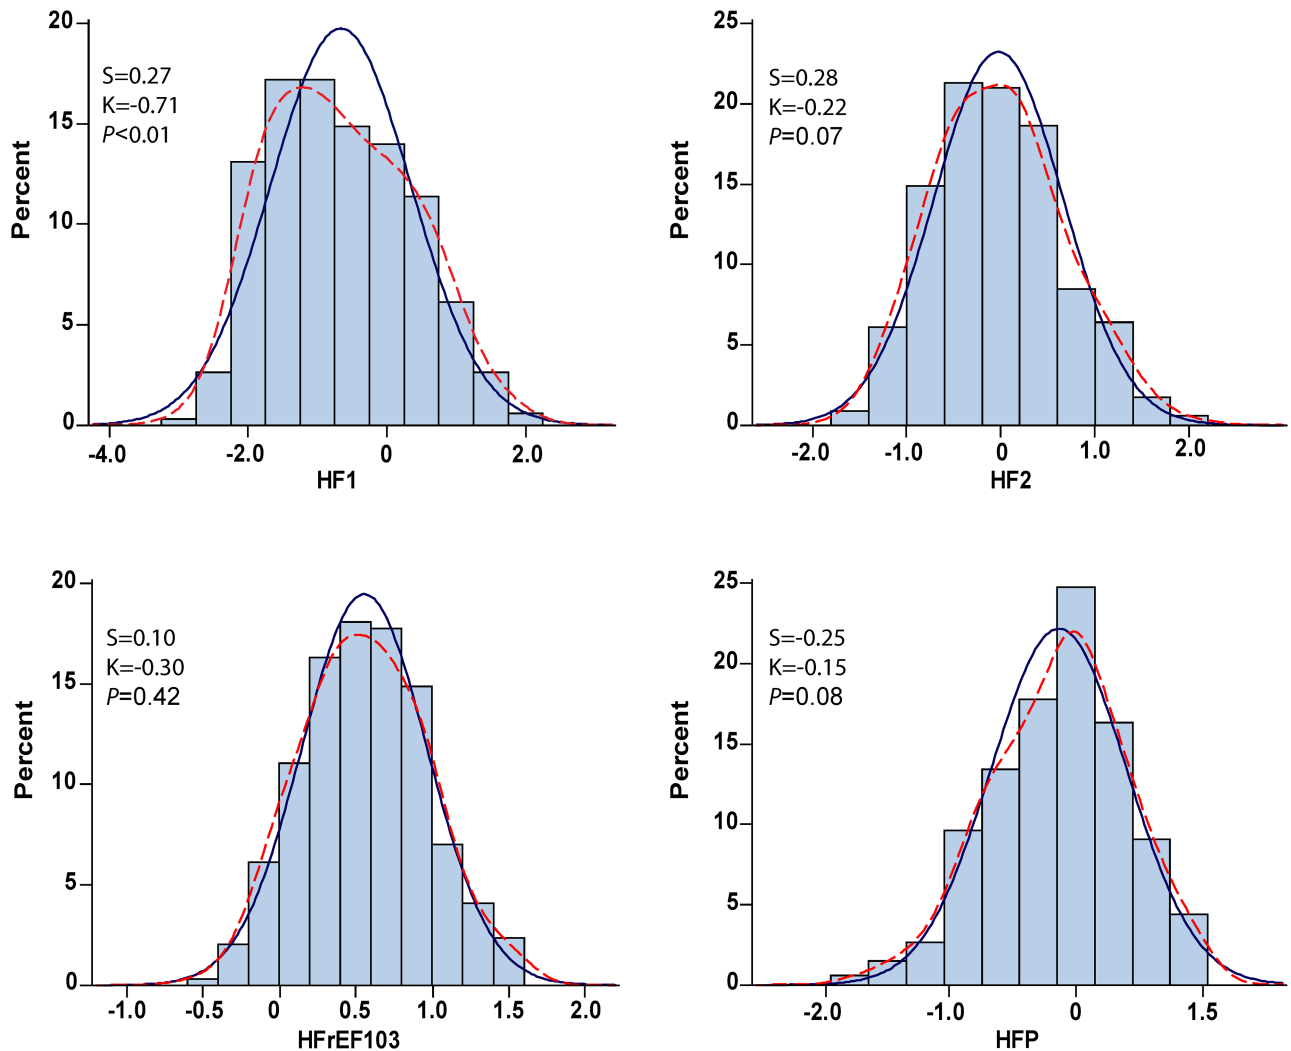 20
15
10
5
0
Percent
S=0.27
K=-0.71
P<0.01
-4.0 -2.0 0 2.0
HF1
25
20
15
10
5
0
Percent
S=0.28
K=-0.22
P=0.07
-2.0 -1.0 0 1.0 2.0
HF2
20
15
10
5
0
Percent
S=0.10
K=-0.30
P=0.42
-1.0 -0.5 0 0.5 1.0 1.5 2.0
HFrEF103
25
20
15
10
5
0
Percent
S=-0.25
K=-0.15
P=0.08
-2.0 -1.0 0 1.5
HFP